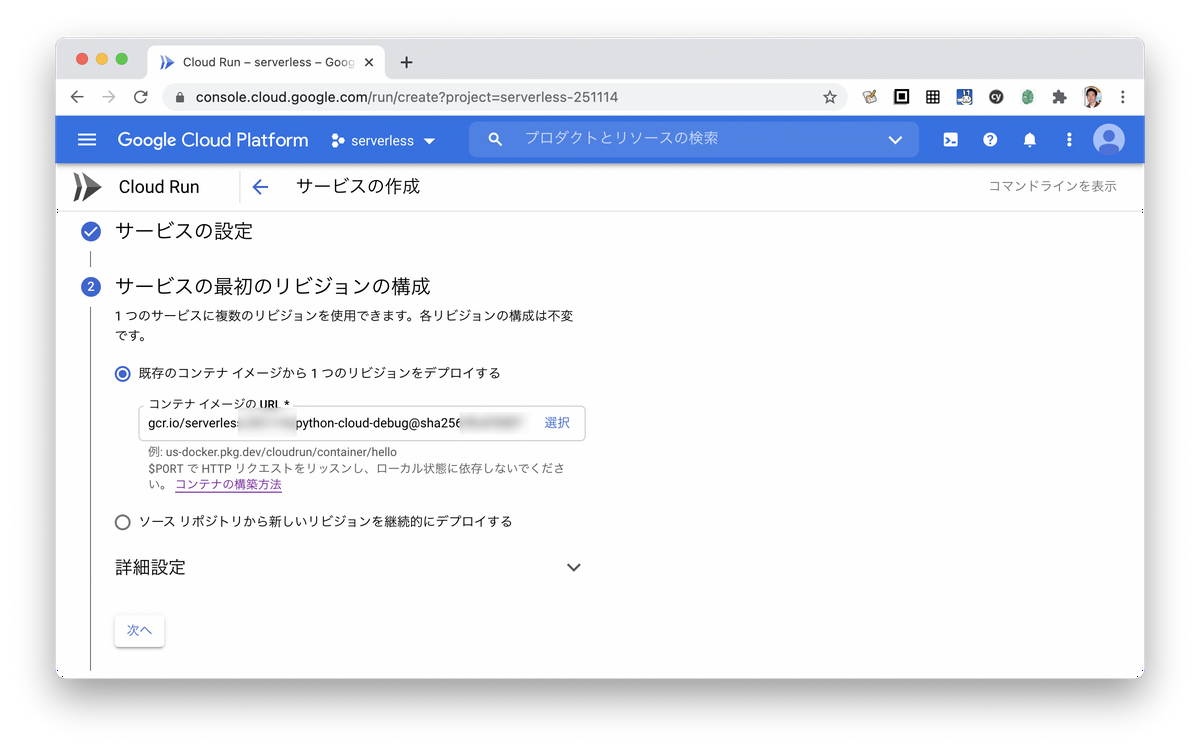 Cloud Run – serverless – Goog
console.cloud.google.com/run/create?project=serverless-251114
Google Cloud Platform
serverless
プロダクトとリソースの検索
Cloud Run
サービスの作成
コマンドラインを表示
サービスの設定
2
サービスの最初のリビジョンの構成
1 つのサービスに複数のリビジョンを使用できます。各リビジョンの構成は不変
です。
既存のコンテナ イメージから 1 つのリビジョンをデプロイする
コンテナ イメージの URL *
gcr.io/serverles python-cloud-debug@sha256
選択
例: us-docker.pkg.dev/cloudrun/container/hello
$PORT で HTTP リクエストをリッスンし、ローカル状態に依存しないでくださ
い。 コンテナの構築方法
ソース リポジトリから新しいリビジョンを継続的にデプロイする
詳細設定
次へ